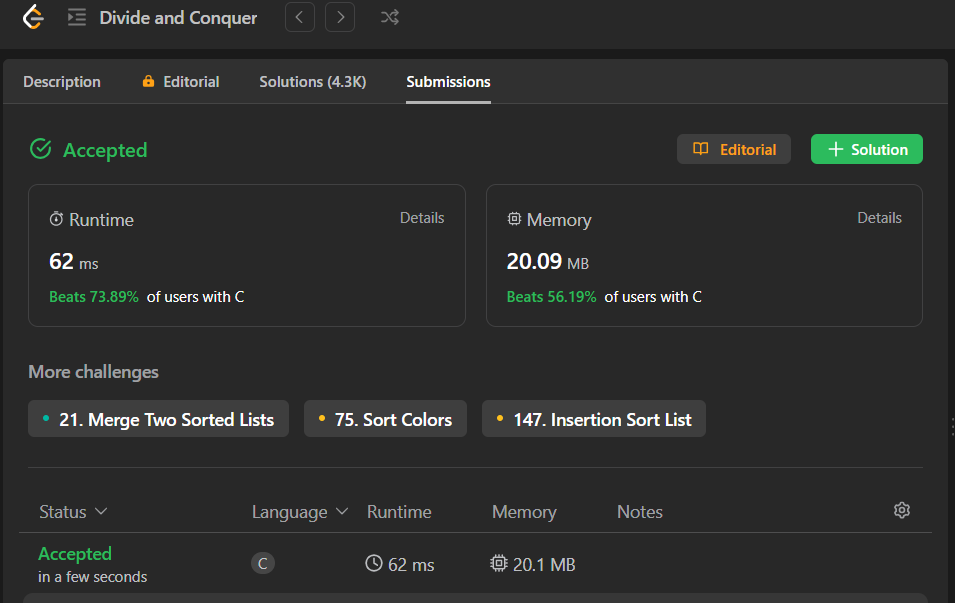 Divide and Conquer
Description Editorial Solutions (4.3K) Submissions
Accepted Editorial Solution
Runtime Details
62 ms
Beats 73.89% of users with C
Memory Details
20.09 MB
Beats 56.19% of users with C
More challenges
21. Merge Two Sorted Lists 75. Sort Colors 147. Insertion Sort List
Status Language Runtime Memory Notes
Accepted C 62 ms 20.1 MB
in a few seconds